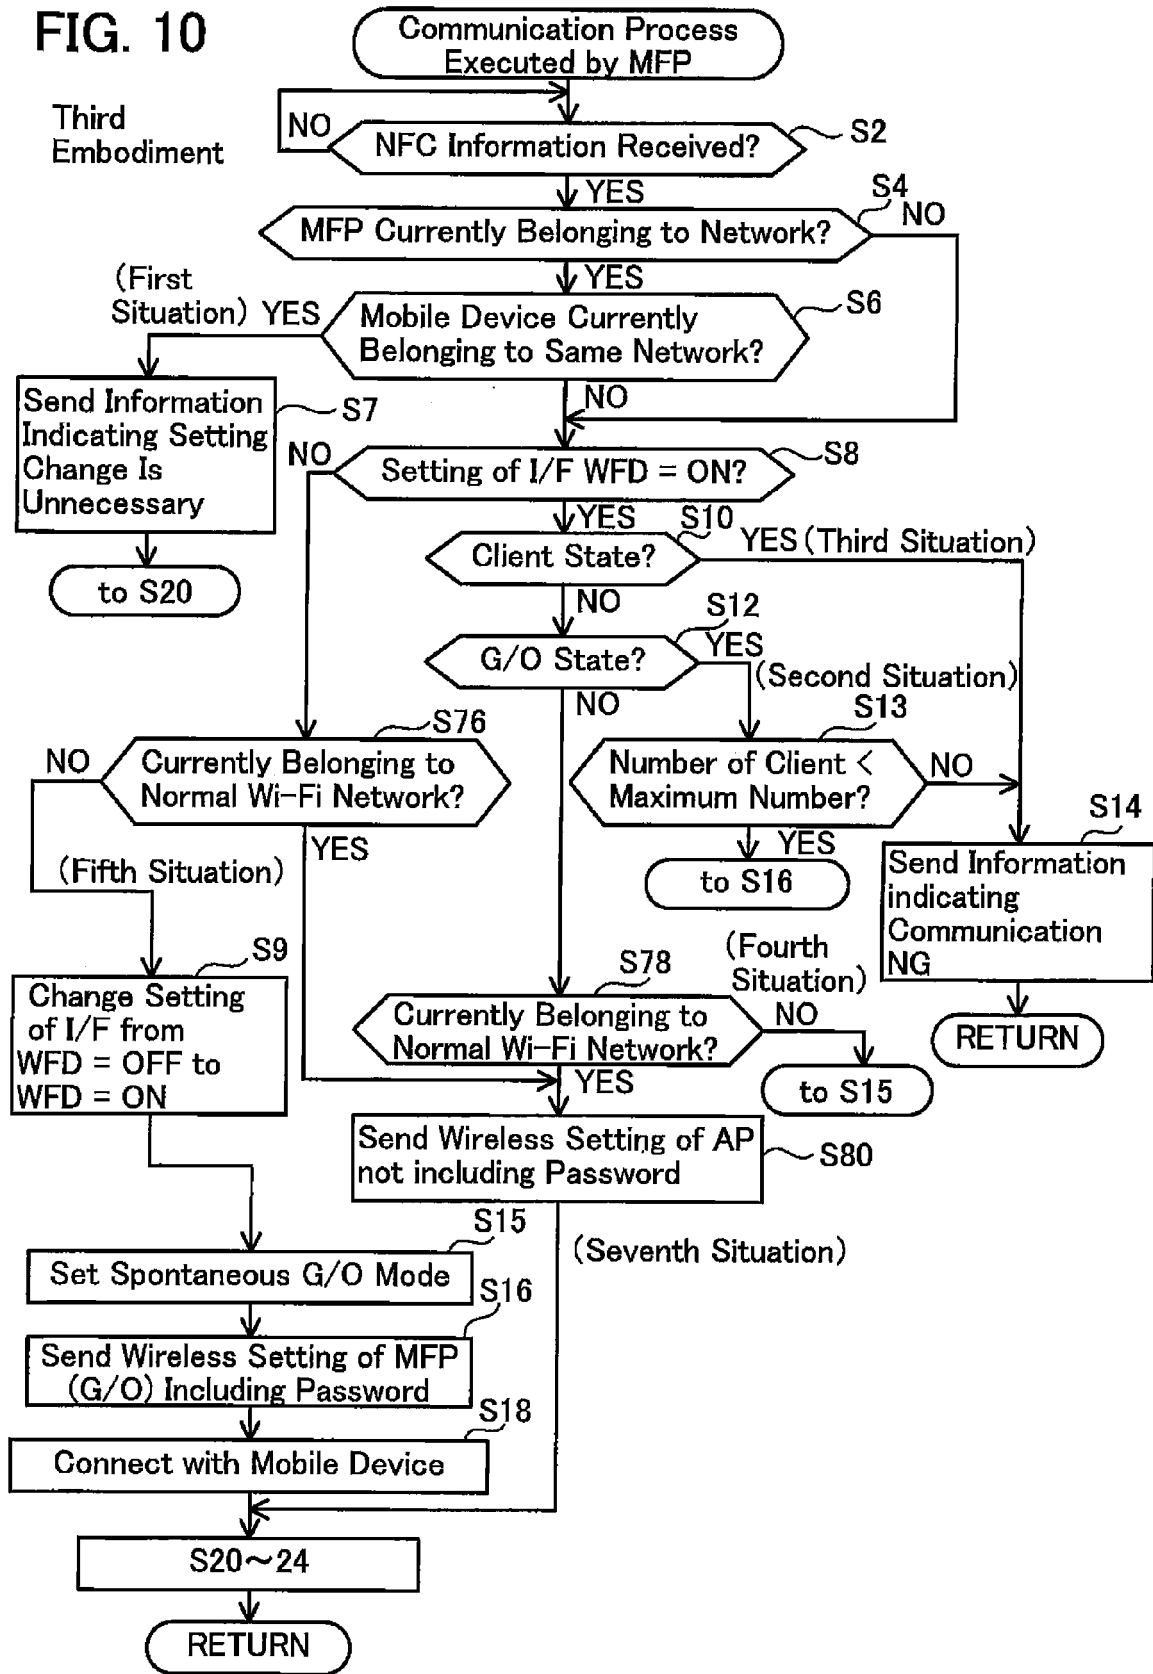 FIG. 10
Communication Process
Executed by MFP
Third
Embodiment
NO
NFC Information Received?
S2
YES
S4
NO
MFP Currently Belonging to Network?
YES
(First
Situation) YES
Mobile Device Currently
Belonging to Same Network?
S6
NO
Send Information
Indicating Setting
Change Is
Unnecessary
S7
to S20
NO
Setting of I/F WFD = ON?
S8
YES
S10
Client State?
YES (Third Situation)
NO
S12
G/O State?
YES
(Second Situation)
NO
S13
Number of Client <
Maximum Number?
NO
YES
to S16
S14
Send Information
indicating
Communication
NG
RETURN
S76
NO
Currently Belonging to
Normal Wi-Fi Network?
YES
(Fifth Situation)
S9
Change Setting
of I/F from
WFD = OFF to
WFD = ON
S78
(Fourth
Situation)
Currently Belonging to
Normal Wi-Fi Network?
NO
YES
to S15
Send Wireless Setting of AP
not including Password
S80
(Seventh Situation)
S15
Set Spontaneous G/O Mode
S16
Send Wireless Setting of MFP
(G/O) Including Password
S18
Connect with Mobile Device
S20~24
RETURN